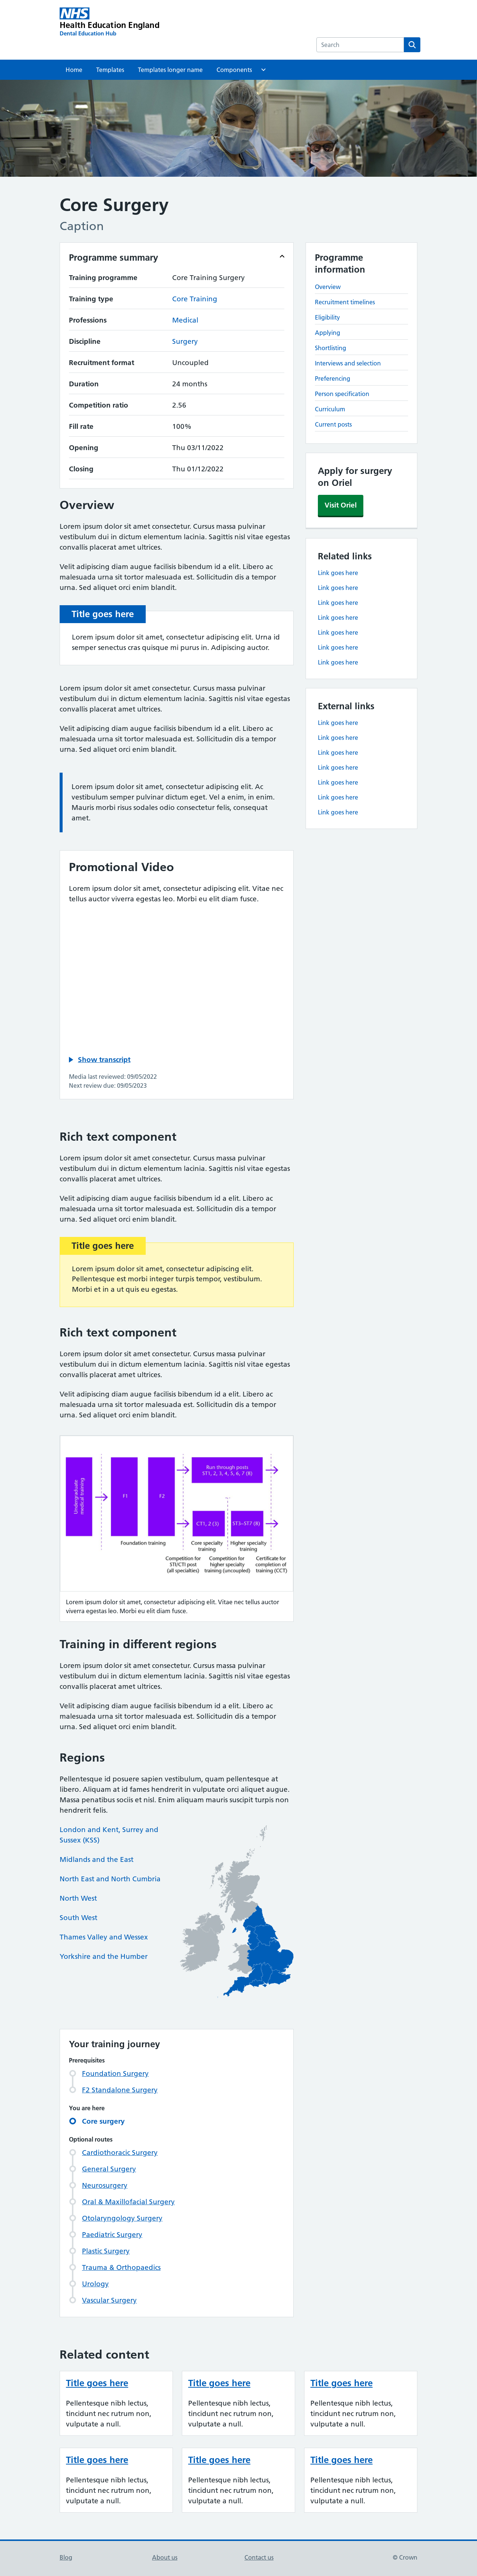 NHS
Health Education England
Dental Education Hub
Search
Home Templates Templates longer name Components
Core Surgery
Caption
Programme summary
Training programme Core Training Surgery
Training type Core Training
Professions Medical
Discipline Surgery
Recruitment format Uncoupled
Duration 24 months
Competition ratio 2.56
Fill rate 100%
Opening Thu 03/11/2022
Closing Thu 01/12/2022
Programme
information
Overview
Recruitment timelines
Eligibility
Applying
Shortlisting
Interviews and selection
Preferencing
Person specification
Curriculum
Current posts
Apply for surgery
on Oriel
Visit Oriel
Related links
Link goes here
Link goes here
Link goes here
Link goes here
Link goes here
Link goes here
Link goes here
External links
Link goes here
Link goes here
Link goes here
Link goes here
Link goes here
Link goes here
Link goes here
Overview
Lorem ipsum dolor sit amet consectetur. Cursus massa pulvinar
vestibulum dui in dictum elementum lacinia. Sagittis nisl vitae egestas
convallis placerat amet ultrices.
Velit adipiscing diam augue facilisis bibendum id a elit. Libero ac
malesuada urna sit tortor malesuada est. Sollicitudin dis a tempor
urna. Sed aliquet orci enim blandit.
Title goes here
Lorem ipsum dolor sit amet, consectetur adipiscing elit. Urna id
semper senectus cras quisque mi purus in. Adipiscing auctor.
Lorem ipsum dolor sit amet consectetur. Cursus massa pulvinar
vestibulum dui in dictum elementum lacinia. Sagittis nisl vitae egestas
convallis placerat amet ultrices.
Velit adipiscing diam augue facilisis bibendum id a elit. Libero ac
malesuada urna sit tortor malesuada est. Sollicitudin dis a tempor
urna. Sed aliquet orci enim blandit.
Lorem ipsum dolor sit amet, consectetur adipiscing elit. Ac
vestibulum semper pulvinar dictum eget. Vel a enim, in enim.
Mauris morbi risus sodales odio consectetur felis, consequat
amet.
Promotional Video
Lorem ipsum dolor sit amet, consectetur adipiscing elit. Vitae nec
tellus auctor viverra egestas leo. Morbi eu elit diam fusce.
Show transcript
Media last reviewed: 09/05/2022
Next review due: 09/05/2023
Rich text component
Lorem ipsum dolor sit amet consectetur. Cursus massa pulvinar
vestibulum dui in dictum elementum lacinia. Sagittis nisl vitae egestas
convallis placerat amet ultrices.
Velit adipiscing diam augue facilisis bibendum id a elit. Libero ac
malesuada urna sit tortor malesuada est. Sollicitudin dis a tempor
urna. Sed aliquet orci enim blandit.
Title goes here
Lorem ipsum dolor sit amet, consectetur adipiscing elit.
Pellentesque est morbi integer turpis tempor, vestibulum.
Morbi et in a ut quis eu egestas.
Rich text component
Lorem ipsum dolor sit amet consectetur. Cursus massa pulvinar
vestibulum dui in dictum elementum lacinia. Sagittis nisl vitae egestas
convallis placerat amet ultrices.
Velit adipiscing diam augue facilisis bibendum id a elit. Libero ac
malesuada urna sit tortor malesuada est. Sollicitudin dis a tempor
urna. Sed aliquet orci enim blandit.
Undergraduate
medical training
F1
F2
Run through posts
ST1, 2, 3, 4, 5, 6, 7 (8)
CT1, 2 (3)
ST3–ST7 (8)
Foundation training
Core specialty
training
Higher specialty
training
Competition for
ST1/CT1 post
(all specialties)
Competition for
higher specialty
training (uncoupled)
Certificate for
completion of
training (CCT)
Lorem ipsum dolor sit amet, consectetur adipiscing elit. Vitae nec tellus auctor
viverra egestas leo. Morbi eu elit diam fusce.
Training in different regions
Lorem ipsum dolor sit amet consectetur. Cursus massa pulvinar
vestibulum dui in dictum elementum lacinia. Sagittis nisl vitae egestas
convallis placerat amet ultrices.
Velit adipiscing diam augue facilisis bibendum id a elit. Libero ac
malesuada urna sit tortor malesuada est. Sollicitudin dis a tempor
urna. Sed aliquet orci enim blandit.
Regions
Pellentesque id posuere sapien vestibulum, quam pellentesque at
libero. Aliquam at id fames hendrerit in vulputate orci aliquet augue.
Massa penatibus sociis et nisl. Enim aliquam mauris suscipit turpis non
hendrerit felis.
London and Kent, Surrey and
Sussex (KSS)
Midlands and the East
North East and North Cumbria
North West
South West
Thames Valley and Wessex
Yorkshire and the Humber
Your training journey
Prerequisites
Foundation Surgery
F2 Standalone Surgery
You are here
Core surgery
Optional routes
Cardiothoracic Surgery
General Surgery
Neurosurgery
Oral & Maxillofacial Surgery
Otolaryngology Surgery
Paediatric Surgery
Plastic Surgery
Trauma & Orthopaedics
Urology
Vascular Surgery
Related content
Title goes here
Pellentesque nibh lectus,
tincidunt nec rutrum non,
vulputate a null.
Title goes here
Pellentesque nibh lectus,
tincidunt nec rutrum non,
vulputate a null.
Title goes here
Pellentesque nibh lectus,
tincidunt nec rutrum non,
vulputate a null.
Title goes here
Pellentesque nibh lectus,
tincidunt nec rutrum non,
vulputate a null.
Title goes here
Pellentesque nibh lectus,
tincidunt nec rutrum non,
vulputate a null.
Title goes here
Pellentesque nibh lectus,
tincidunt nec rutrum non,
vulputate a null.
Blog About us Contact us © Crown